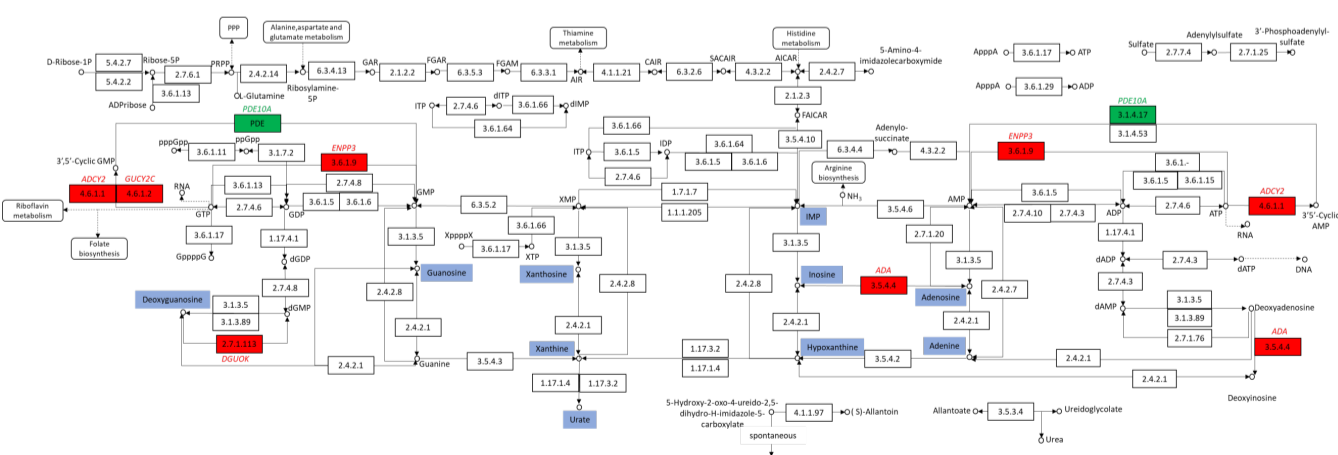 PPP
Alanine,aspartate and
glutamate metabolism
Thiamine
metabolism
Histidine
metabolism
D-Ribose-1P
5.4.2.7
5.4.2.2
Ribose-5P
2.7.6.1
3.6.1.13
ADPribose
PRPP
2.4.2.14
L-Glutamine
Ribosylamine-
5P
6.3.4.13
GAR
2.1.2.2
FGAR
6.3.5.3
FGAM
6.3.3.1
AIR
4.1.1.21
CAIR
6.3.2.6
SACAIR
4.3.2.2
AICAR
2.4.2.7
5-Amino-4-
imidazolecarboxymide
ApppA
3.6.1.17
ATP
ApppA
3.6.1.29
ADP
Sulfate
2.7.7.4
Adenylylsulfate
2.7.1.25
3'-Phosphoadenylyl-
sulfate
ITP
2.7.4.6
dITP
3.6.1.66
dIMP
3.6.1.64
2.1.2.3
FAICAR
3.5.4.10
PDE10A
PDE
pppGpp
3.6.1.11
ppGpp
3.1.7.2
ENPP3
3.6.1.9
3',5'-Cyclic GMP
ADCY2
GUCY2C
4.6.1.1
4.6.1.2
RNA
Riboflavin
metabolism
Folate
biosynthesis
GTP
3.6.1.13
2.7.4.6
GDP
2.7.4.8
3.6.1.5
3.6.1.6
GMP
3.6.1.17
GppppG
1.17.4.1
dGDP
2.7.4.8
dGMP
Deoxyguanosine
3.1.3.5
3.1.3.89
2.7.1.113
DGUOK
2.4.2.1
3.1.3.5
Guanosine
2.4.2.8
2.4.2.1
Guanine
6.3.5.2
XMP
XppppX
3.6.1.17
3.6.1.66
XTP
3.1.3.5
Xanthosine
2.4.2.8
2.4.2.1
Xanthine
3.5.4.3
1.17.1.4
1.17.3.2
Urate
ITP
3.6.1.66
3.6.1.5
IDP
2.7.4.6
3.6.1.64
3.6.1.5
3.6.1.6
1.7.1.7
1.1.1.205
IMP
3.1.3.5
Inosine
2.4.2.8
2.4.2.1
Hypoxanthine
1.17.3.2
1.17.1.4
6.3.4.4
Adenylo-
succinate
4.3.2.2
Arginine
biosynthesis
NH3
3.5.4.6
AMP
2.7.1.20
3.1.3.5
ADA
3.5.4.4
Adenosine
2.4.2.7
2.4.2.1
Adenine
3.5.4.2
2.4.2.1
2.4.2.1
PDE10A
3.1.4.17
3.1.4.53
ENPP3
3.6.1.9
3.6.1.-
3.6.1.5
3.6.1.15
3.6.1.5
2.7.4.10
2.7.4.3
ADP
2.7.4.6
ATP
ADCY2
4.6.1.1
3'5'-Cyclic
AMP
RNA
1.17.4.1
dADP
2.7.4.3
dATP
DNA
2.7.4.3
dAMP
3.1.3.5
3.1.3.89
2.7.1.76
Deoxyadenosine
ADA
3.5.4.4
Deoxyinosine
5-Hydroxy-2-oxo-4-ureido-2,5-
dihydro-H-imidazole-5-
carboxylate
4.1.1.97
( S)-Allantoin
spontaneous
Allantoate
3.5.3.4
Ureidoglycolate
Urea